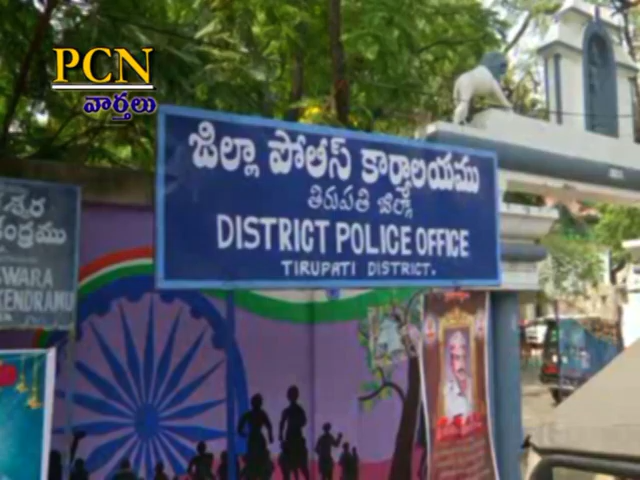 PCN
వార్తలు
జిల్లా పోలీస్ కార్యాలయము
తిరుపతి జిల్లా
DISTRICT POLICE OFFICE
TIRUPATI DISTRICT.